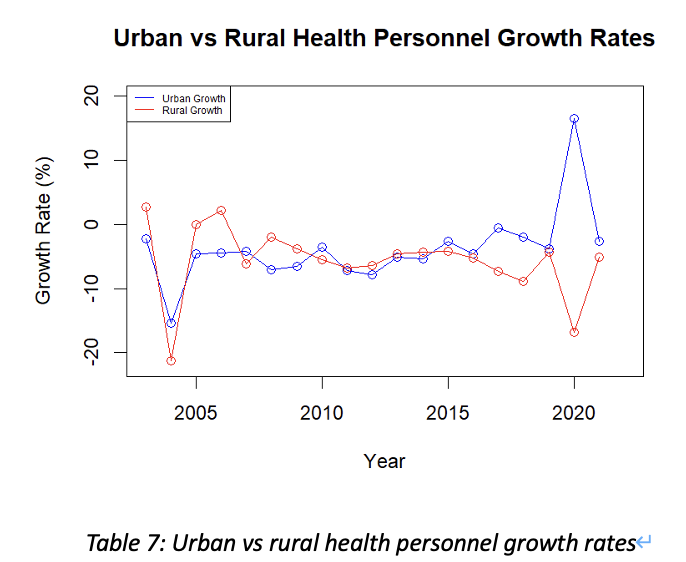 Urban vs Rural Health Personnel Growth Rates
Urban Growth
Rural Growth
20
10
0
-10
-20
Growth Rate (%)
2005 2010 2015 2020
Year
Table 7: Urban vs rural health personnel growth rates↵